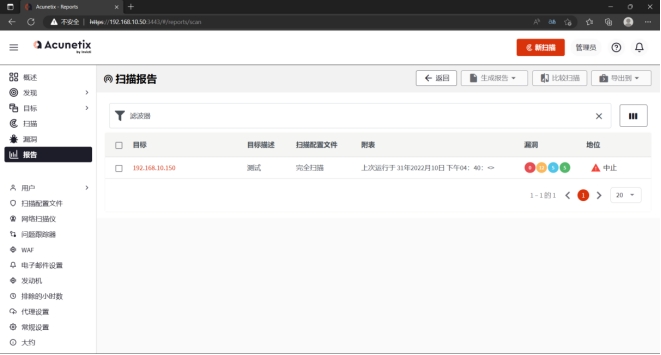 Acunetix - Reports
不安全 | https://192.168.10.50:3443/#/reports/scan
Acunetix
by Invicti
新扫描
管理员
概述
发现
目标
扫描
漏洞
报告
用户
扫描配置文件
网络扫描仪
问题跟踪器
WAF
电子邮件设置
发动机
排除的小时数
代理设置
常规设置
大约
扫描报告
返回
生成报告
比较扫描
导出到
滤波器
目标 目标描述 扫描配置文件 附表 漏洞 地位
192.168.10.150 测试 完全扫描 上次运行于 31年2022月10日 下午04：40：<> 中止
1 - 1 的 1
1
20